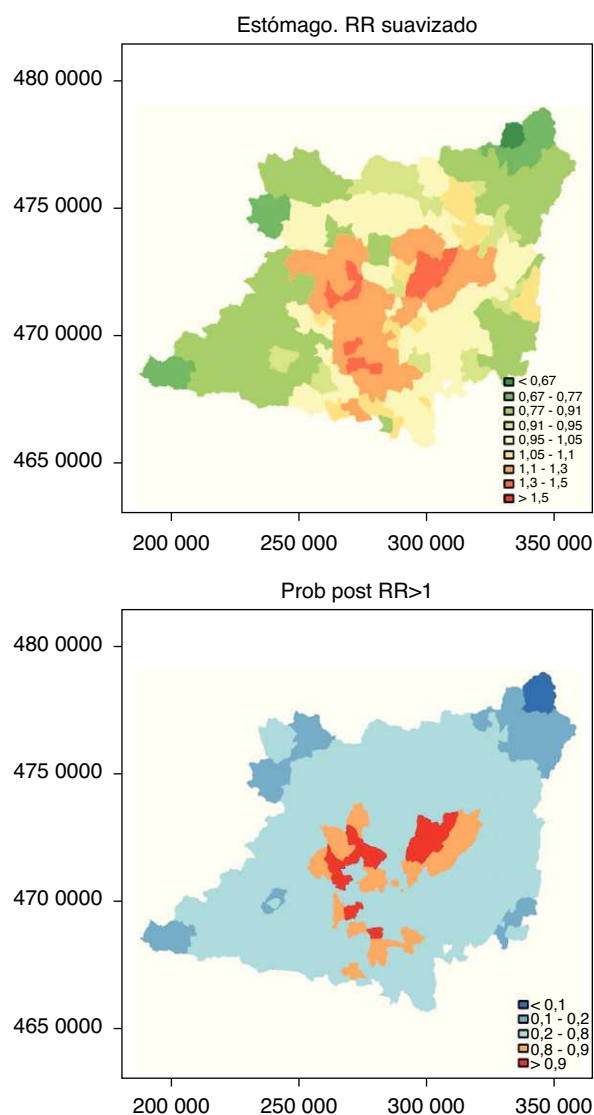 Estómago. RR suavizado
480 0000
475 0000
470 0000
465 0000
< 0,67
0,67 - 0,77
0,77 - 0,91
0,91 - 0,95
0,95 - 1,05
1,05 - 1,1
1,1 - 1,3
1,3 - 1,5
> 1,5
200 000
250 000
300 000
350 000
Prob post RR>1
480 0000
475 0000
470 0000
465 0000
< 0,1
0,1 - 0,2
0,2 - 0,8
0,8 - 0,9
> 0,9
200 000
250 000
300 000
350 000